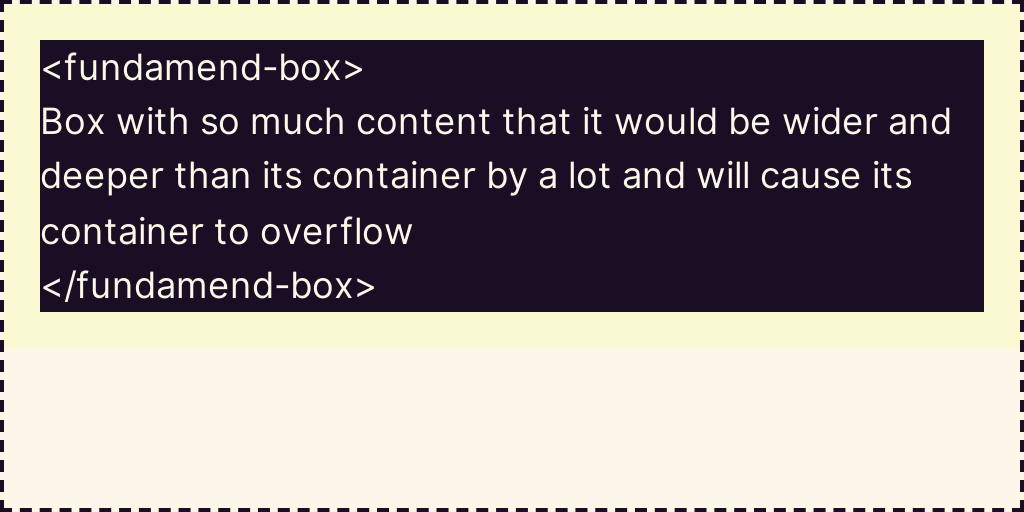 <fundamend-box>
Box with so much content that it would be wider and
deeper than its container by a lot and will cause its
container to overflow
</fundamend-box>